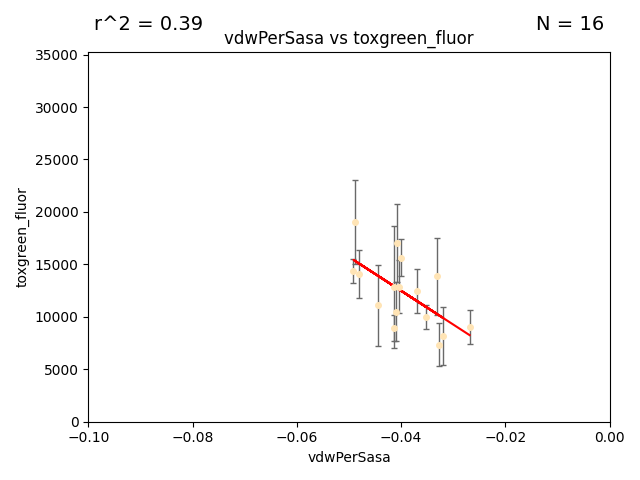 r^2 = 0.39
N = 16
vdwPerSasa vs toxgreen_fluor
35000
30000
25000
20000
15000
10000
5000
0
toxgreen_fluor
−0.10
−0.08
−0.06
−0.04
−0.02
0.00
vdwPerSasa